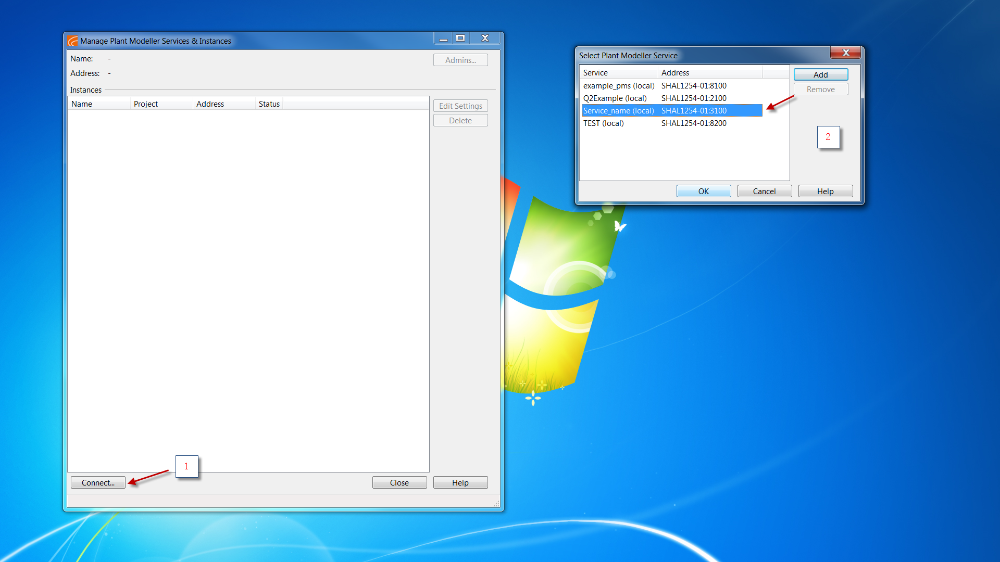 Manage Plant Modeller Services & Instances
Name: -
Admins...
Address: -
Instances
Name Project Address Status
Edit Settings
Delete
1
Connect... Close Help
Select Plant Modeller Service
Service Address
example_pms (local) SHAL1254-01:8100
Q2Example (local) SHAL1254-01:2100
Service_name (local) SHAL1254-01:3100
TEST (local) SHAL1254-01:8200
Add
Remove
2
OK Cancel Help